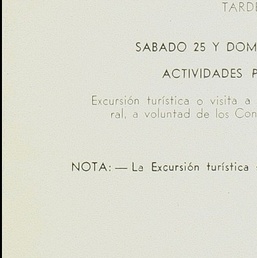 TARDE
SABADO 25 Y DOM
ACTIVIDADES P
Excursión turística o visita a
ral, a voluntad de los Con
NOTA: — La Excursión turística